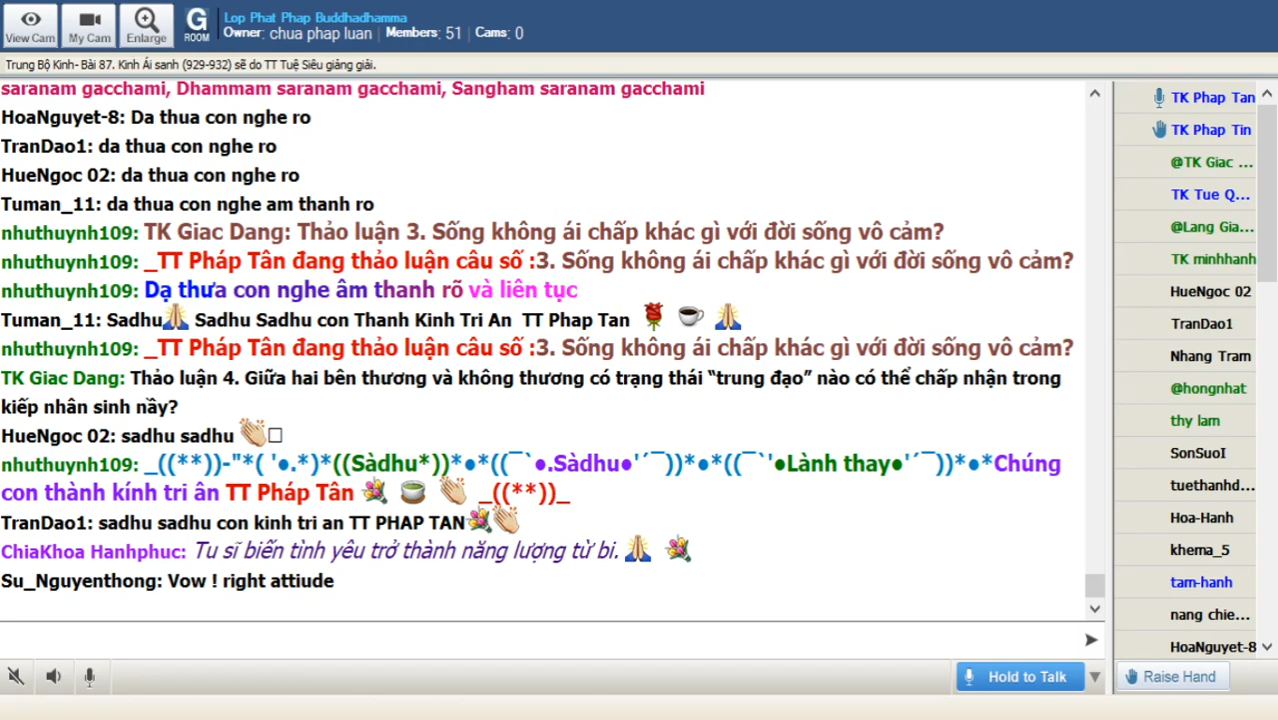 View Cam
My Cam
Enlarge
G
ROOM
Lop Phat Phap Buddhadhamma
Owner: chua phap luan Members: 51 Cams: 0
Trung Bộ Kinh- Bài 87. Kinh Ái sanh (929-932) sẽ do TT Tuệ Siêu giảng giải.
saranam gacchami, Dhammam saranam gacchami, Sangham saranam gacchami
HoaNguyet-8: Da thua con nghe ro
TranDao1: da thua con nghe ro
HueNgoc 02: da thua con nghe ro
Tuman_11: da thua con nghe am thanh ro
nhuthuynh109: TK Giac Dang: Thảo luận 3. Sống không ái chấp khác gì với đời sống vô cảm?
nhuthuynh109: _TT Pháp Tân đang thảo luận câu số :3. Sống không ái chấp khác gì với đời sống vô cảm?
nhuthuynh109: Dạ thưa con nghe âm thanh rõ và liên tục
Tuman_11: Sadhu🙏 Sadhu Sadhu con Thanh Kinh Tri An TT Phap Tan 🌹 ☕ 🙏
nhuthuynh109: _TT Pháp Tân đang thảo luận câu số :3. Sống không ái chấp khác gì với đời sống vô cảm?
TK Giac Dang: Thảo luận 4. Giữa hai bên thương và không thương có trạng thái “trung đạo” nào có thể chấp nhận trong
kiếp nhân sinh nầy?
HueNgoc 02: sadhu sadhu 👏□
nhuthuynh109: _((**))-"*( '●.*)*((Sàdhu*))*●*((¯`●.Sàdhu●'´¯))*●*((¯`'●Lành thay●'´¯))*●*Chúng
con thành kính tri ân TT Pháp Tân 💐 🍵 👏 _((**))_
TranDao1: sadhu sadhu con kinh tri an TT PHAP TAN💐👏
ChiaKhoa Hanhphuc: Tu sĩ biến tình yêu trở thành năng lượng từ bi. 🙏 💐
Su_Nguyenthong: Vow ! right attiude
TK Phap Tan
TK Phap Tin
@TK Giac ...
TK Tue Q...
@Lang Gia...
TK minhhanh
HueNgoc 02
TranDao1
Nhang Tram
@hongnhat
thy lam
SonSuoI
tuethanhd...
Hoa-Hanh
khema_5
tam-hanh
nang chie...
HoaNguyet-8
Hold to Talk
Raise Hand